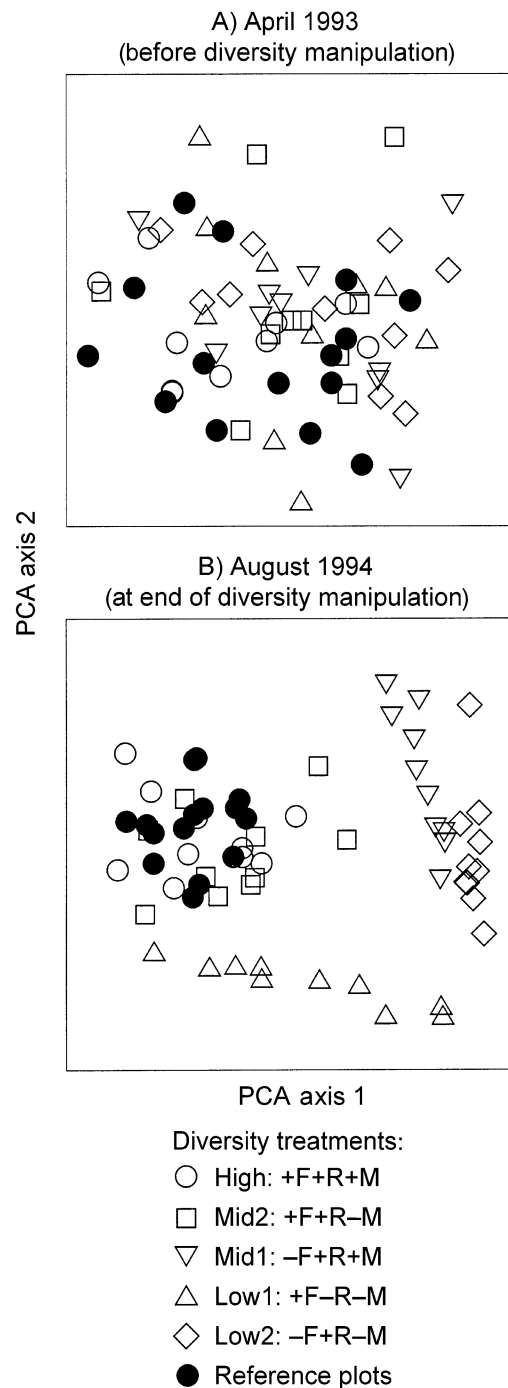 A) April 1993
(before diversity manipulation)
PCA axis 2
B) August 1994
(at end of diversity manipulation)
PCA axis 1
Diversity treatments:
High: +F+R+M
Mid2: +F+R–M
Mid1: –F+R+M
Low1: +F–R–M
Low2: –F+R–M
Reference plots